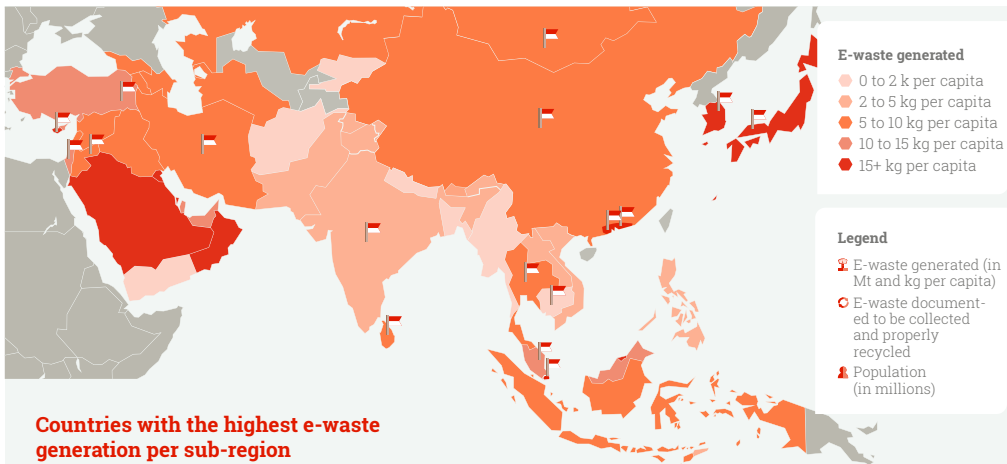 E-waste generated
0 to 2 k per capita
2 to 5 kg per capita
5 to 10 kg per capita
10 to 15 kg per capita
15+ kg per capita
Legend
E-waste generated (in
Mt and kg per capita)
E-waste document-
ed to be collected
and properly
recycled
Population
(in millions)
Countries with the highest e-waste
generation per sub-region